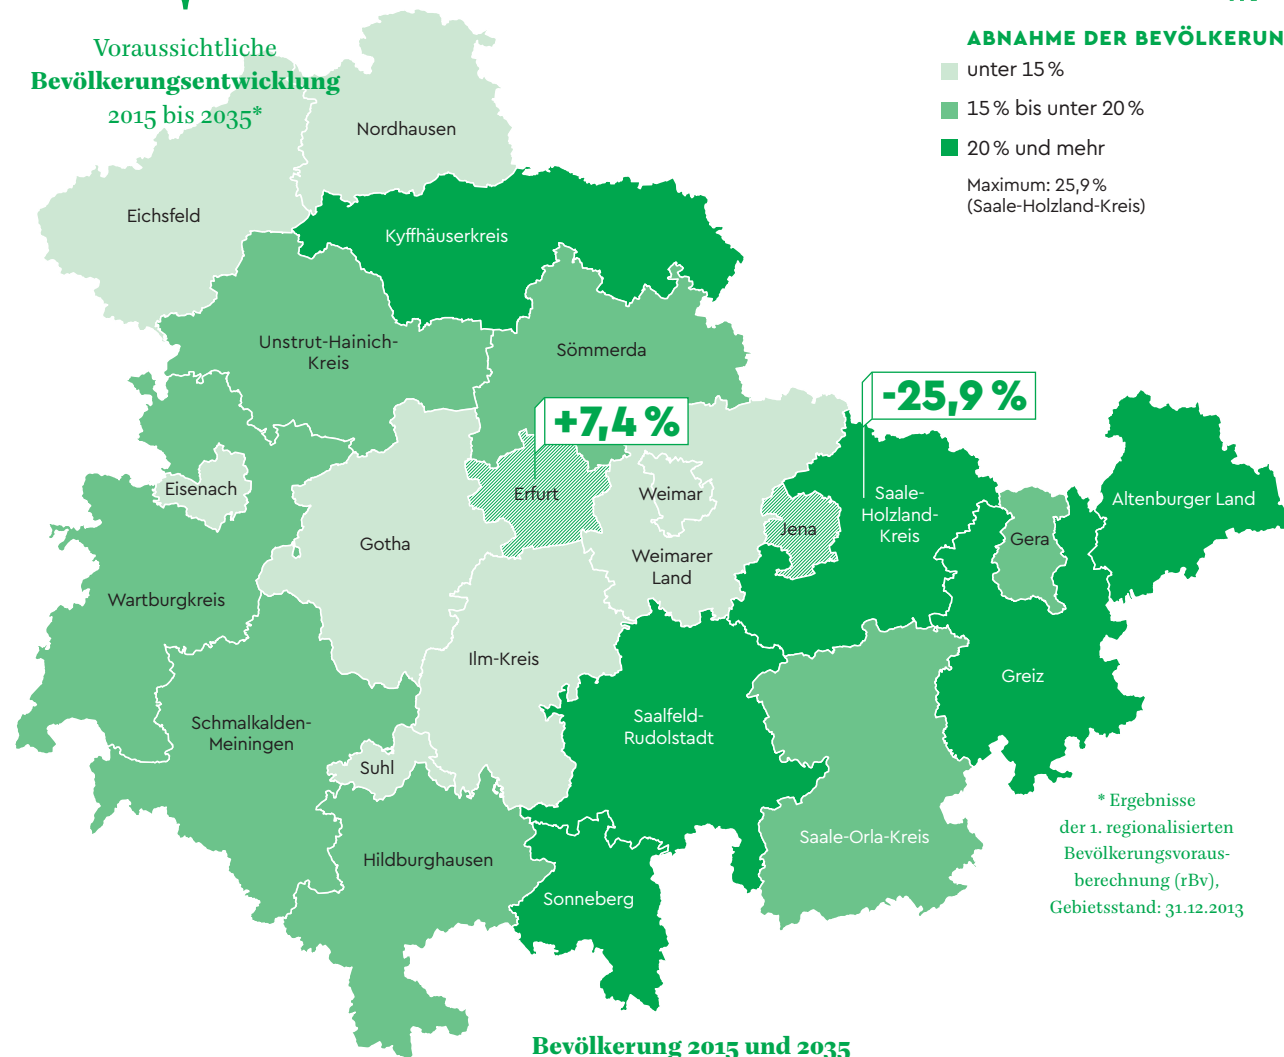 Voraussichtliche
Bevölkerungsentwicklung
2015 bis 2035*
ABNAHME DER BEVÖLKERUN
unter 15 %
15 % bis unter 20 %
20 % und mehr
Maximum: 25,9 %
(Saale-Holzland-Kreis)
Nordhausen
Eichsfeld
Kyffhäuserkreis
Unstrut-Hainich-
Kreis
Sömmerda
-25,9 %
+7,4 %
Eisenach
Erfurt
Weimar
Saale-
Holzland-
Kreis
Altenburger Land
Jena
Gera
Gotha
Weimarer
Land
Wartburgkreis
Ilm-Kreis
Greiz
Schmalkalden-
Meiningen
Saalfeld-
Rudolstadt
Suhl
Saale-Orla-Kreis
Hildburghausen
Sonneberg
* Ergebnisse
der 1. regionalisierten
Bevölkerungsvoraus-
berechnung (rBv),
Gebietsstand: 31.12.2013
Bevölkerung 2015 und 2035